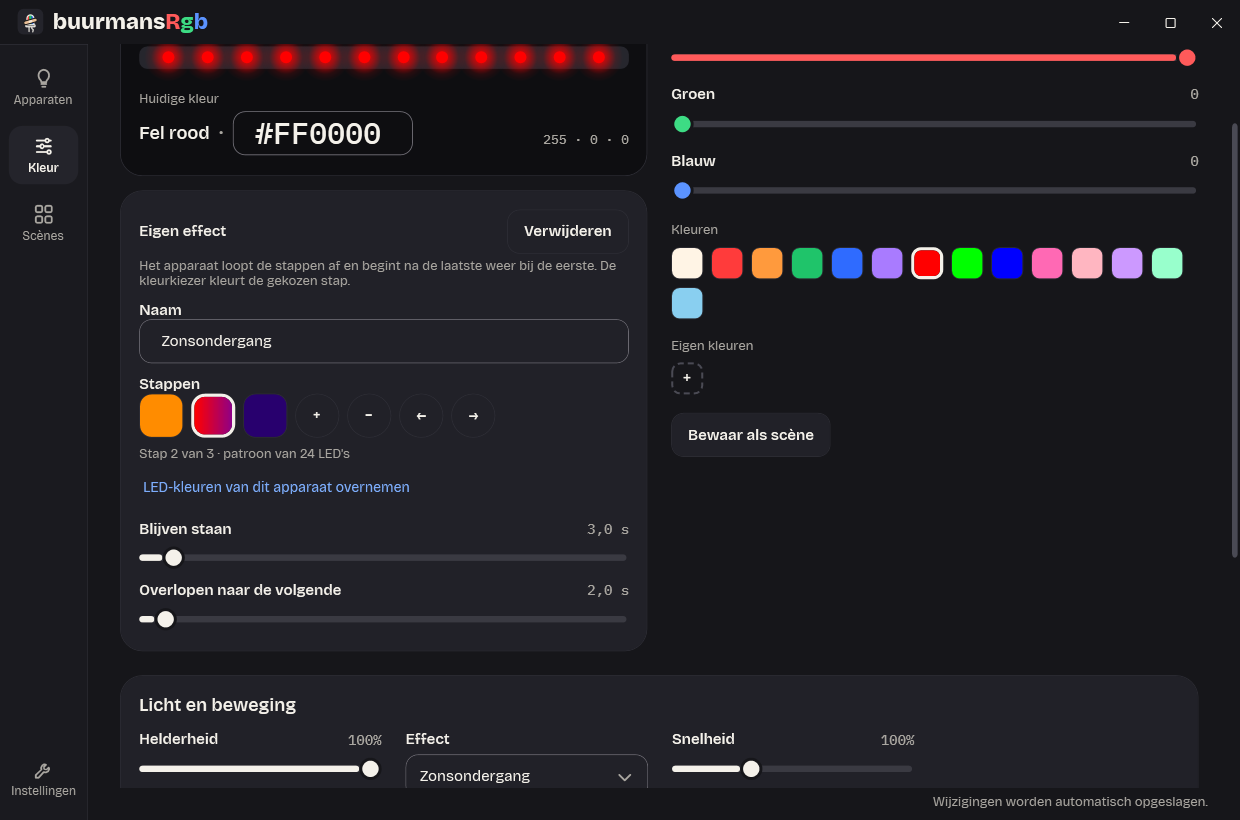 buurmansRgb
Apparaten
Kleur
Scènes
Instellingen
Huidige kleur
Fel rood · #FF0000
255 · 0 · 0
Eigen effect
Verwijderen
Het apparaat loopt de stappen af en begint na de laatste weer bij de eerste. De
kleurkiezer kleurt de gekozen stap.
Naam
Zonsondergang
Stappen
+ − ← →
Stap 2 van 3 · patroon van 24 LED's
LED-kleuren van dit apparaat overnemen
Blijven staan 3,0 s
Overlopen naar de volgende 2,0 s
Groen 0
Blauw 0
Kleuren
Eigen kleuren
+
Bewaar als scène
Licht en beweging
Helderheid 100%
Effect
Zonsondergang
Snelheid 100%
Wijzigingen worden automatisch opgeslagen.